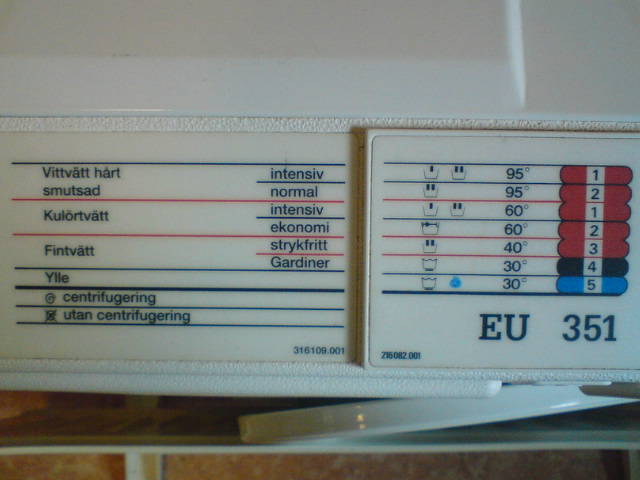 Vittvätt hårt intensiv
smutsad normal
Kulörtvätt intensiv
ekonomi
Fintvätt strykfritt
Gardiner
Ylle
centrifugering
utan centrifugering
316109.001
95° 1
95° 2
60° 1
60° 2
40° 3
30° 4
30° 5
EU 351
216082.001